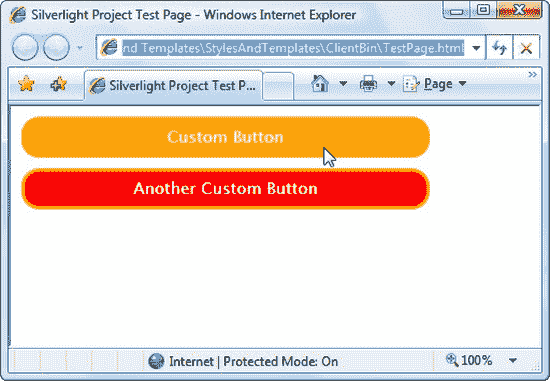 Silverlight Project Test Page - Windows Internet Explorer
nd Templates\StylesAndTemplates\ClientBin\TestPage.html
Silverlight Project Test P...
Page
Custom Button
Another Custom Button
Internet | Protected Mode: On
100%